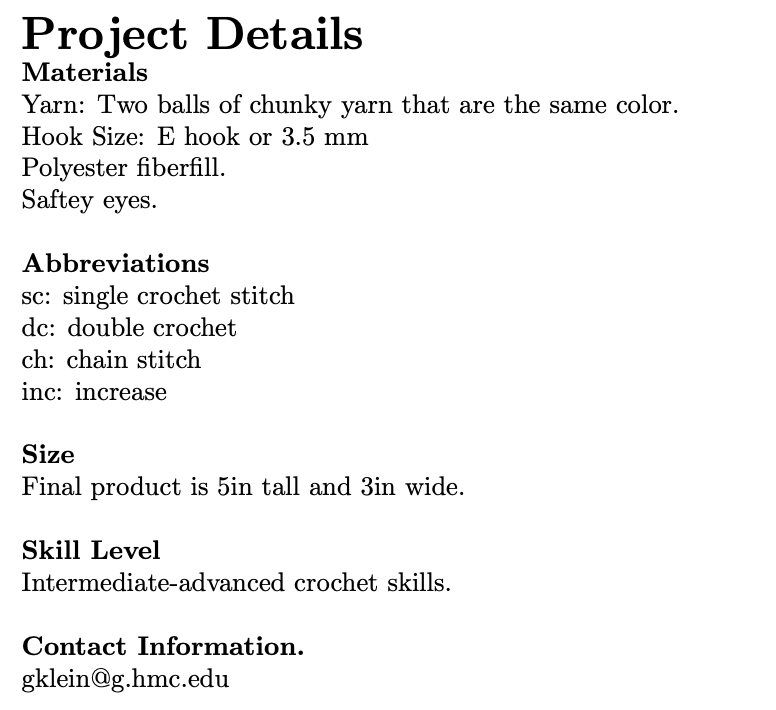 Project Details
Materials
Yarn: Two balls of chunky yarn that are the same color.
Hook Size: E hook or 3.5 mm
Polyester fiberfill.
Saftey eyes.
Abbreviations
sc: single crochet stitch
dc: double crochet
ch: chain stitch
inc: increase
Size
Final product is 5in tall and 3in wide.
Skill Level
Intermediate-advanced crochet skills.
Contact Information.
gklein@g.hmc.edu